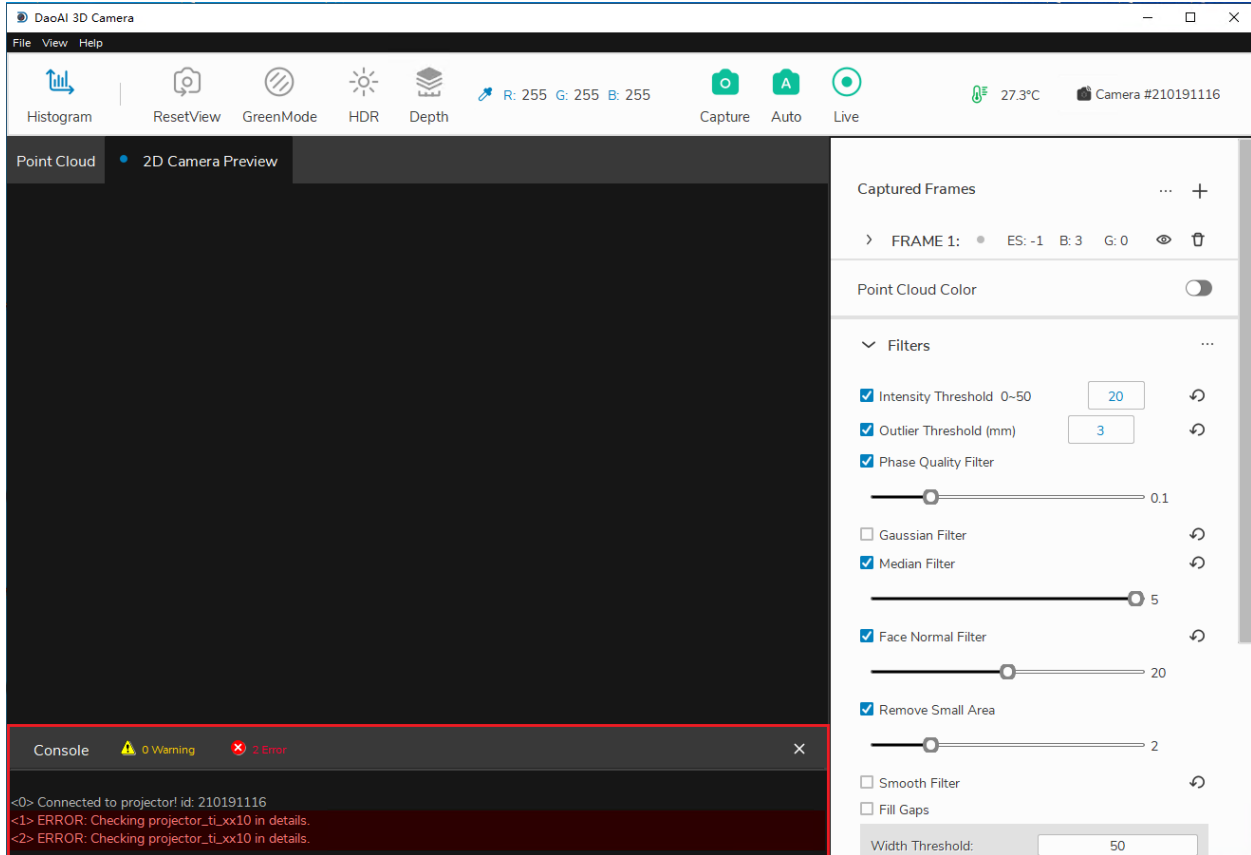 DaoAI 3D Camera
File View Help
Histogram ResetView GreenMode HDR Depth R: 255 G: 255 B: 255 Capture Auto Live 27.3°C Camera #210191116
Point Cloud 2D Camera Preview
Captured Frames ... +
FRAME 1: ES: -1 B: 3 G: 0
Point Cloud Color
Filters ...
Intensity Threshold 0~50 20
Outlier Threshold (mm) 3
Phase Quality Filter
0.1
Gaussian Filter
Median Filter
5
Face Normal Filter
20
Remove Small Area
2
Smooth Filter
Fill Gaps
Width Threshold: 50
Console 0 Warning 2 Error
<0> Connected to projector! id: 210191116
<1> ERROR: Checking projector_ti_xx10 in details.
<2> ERROR: Checking projector_ti_xx10 in details.